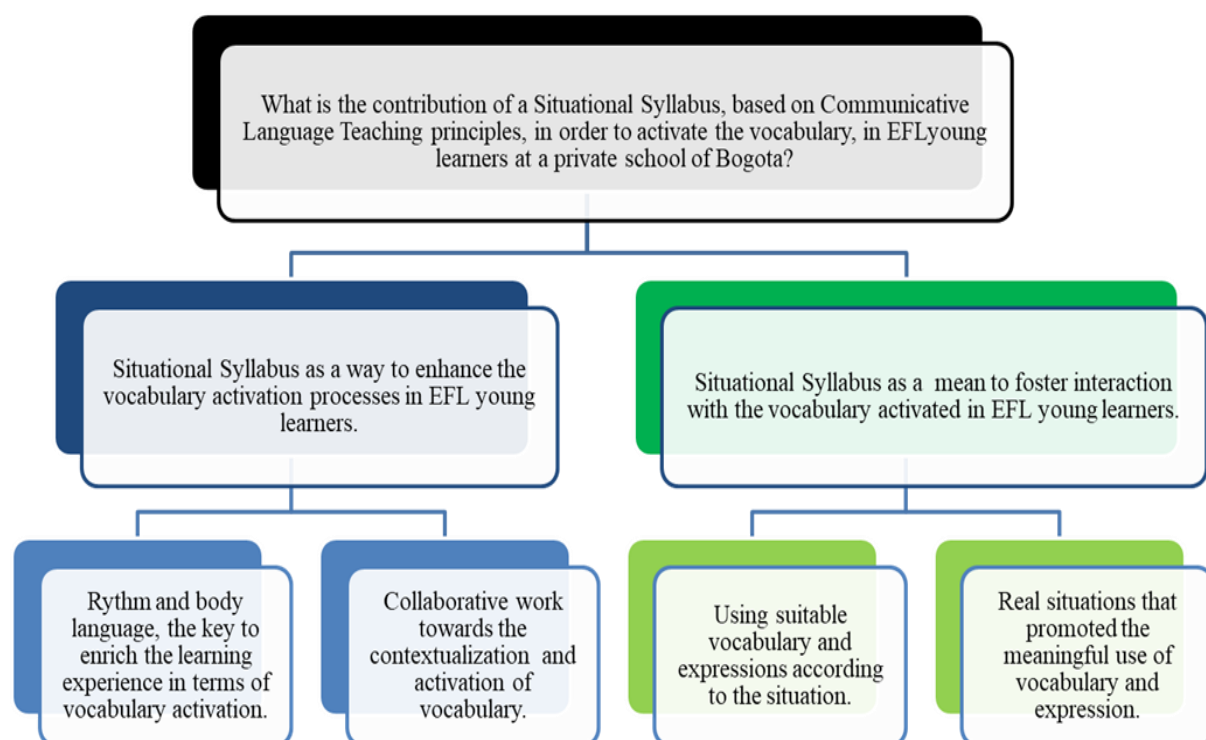 What is the contribution of a Situational Syllabus, based on Communicative
Language Teaching principles, in order to activate the vocabulary, in EFLyoung
learners at a private school of Bogota?
Situational Syllabus as a way to enhance the
vocabulary activation processes in EFL young
learners.
Situational Syllabus as a mean to foster interaction
with the vocabulary activated in EFL young learners.
Rythm and body
language, the key to
enrich the learning
experience in terms of
vocabulary activation.
Collaborative work
towards the
contextualization and
activation of
vocabulary.
Using suitable
vocabulary and
expressions according
to the situation.
Real situations that
promoted the
meaningful use of
vocabulary and
expression.